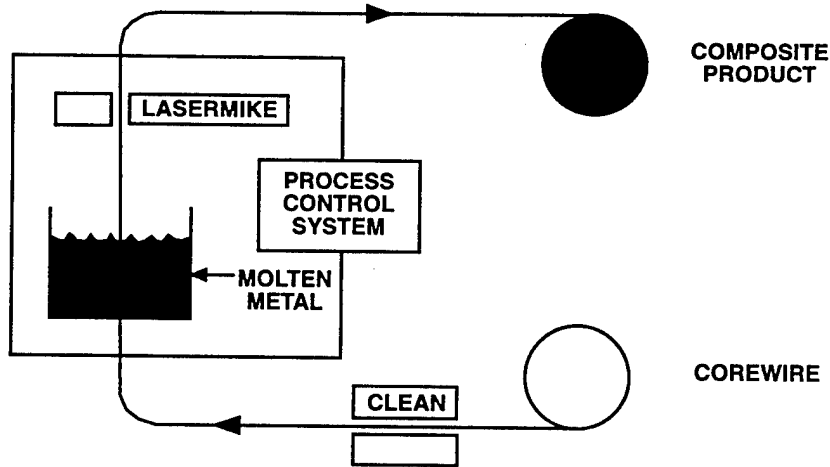 COMPOSITE
PRODUCT
LASERMIKE
PROCESS
CONTROL
SYSTEM
MOLTEN
METAL
COREWIRE
CLEAN